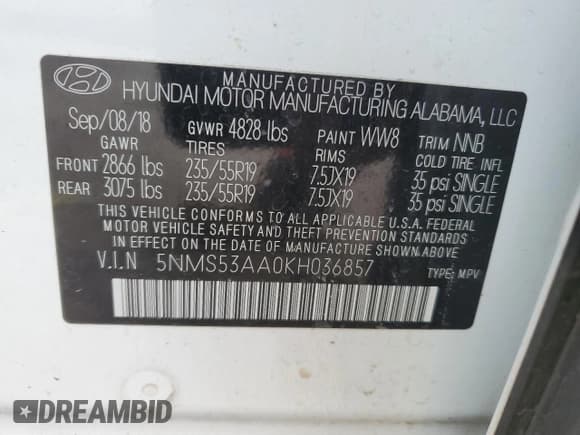 MANUFACTURED BY
HYUNDAI MOTOR MANUFACTURING ALABAMA, LLC
Sep/08/18 GVWR 4828 lbs PAINT WW8 TRIM NNB
GAWR TIRES RIMS COLD TIRE INFL
FRONT 2866 lbs 235/55R19 7.5JX19 35 psi SINGLE
REAR 3075 lbs 235/55R19 7.5JX19 35 psi SINGLE
THIS VEHICLE CONFORMS TO ALL APPLICABLE U.S.A. FEDERAL
MOTOR VEHICLE SAFETY AND THEFT PREVENTION STANDARDS
IN EFFECT ON THE DATE OF MANUFACTURE SHOWN ABOVE.
V.I.N 5NMS53AA0KH036857 TYPE: MPV
DREAMBID